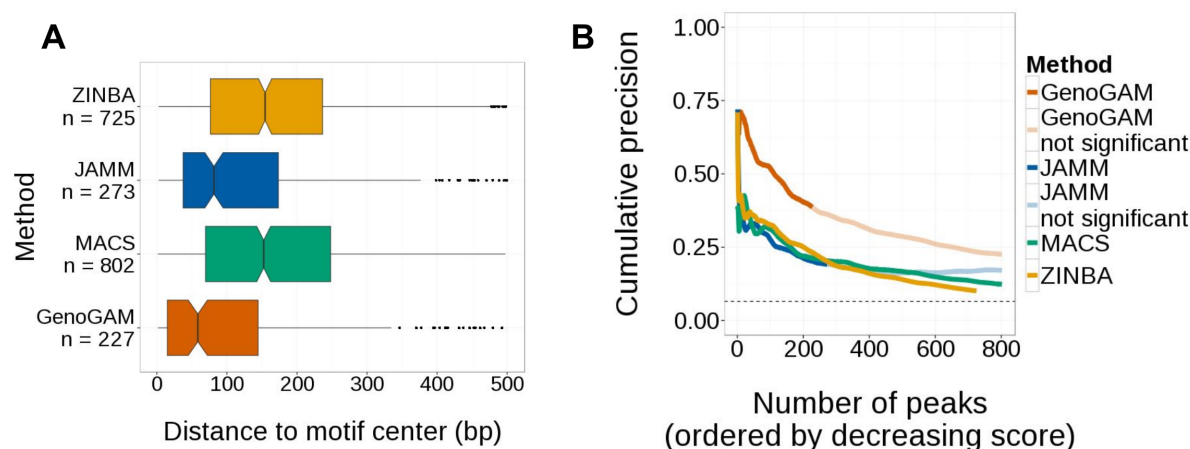 A
Method
ZINBA
n = 725
JAMM
n = 273
MACS
n = 802
GenoGAM
n = 227
0 100 200 300 400 500
Distance to motif center (bp)
B
Cumulative precision
1.00
0.75
0.50
0.25
0.00
0 200 400 600 800
Number of peaks
(ordered by decreasing score)
Method
GenoGAM
GenoGAM
not significant
JAMM
JAMM
not significant
MACS
ZINBA